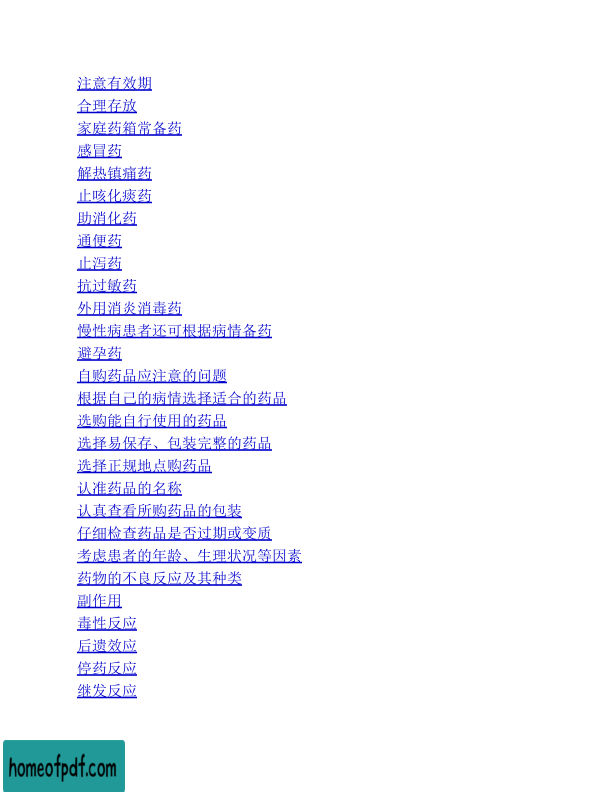 注意有效期
合理存放
家庭药箱常备药
感冒药
解热镇痛药
止咳化痰药
助消化药
通便药
止泻药
抗过敏药
外用消炎消毒药
慢性病患者还可根据病情备药
避孕药
自购药品应注意的问题
根据自己的病情选择适合的药品
选购能自行使用的药品
选择易保存、包装完整的药品
选择正规地点购药品
认准药品的名称
认真查看所购药品的包装
仔细检查药品是否过期或变质
考虑患者的年龄、生理状况等因素
药物的不良反应及其种类
副作用
毒性反应
后遗效应
停药反应
继发反应
homeofpdf.com